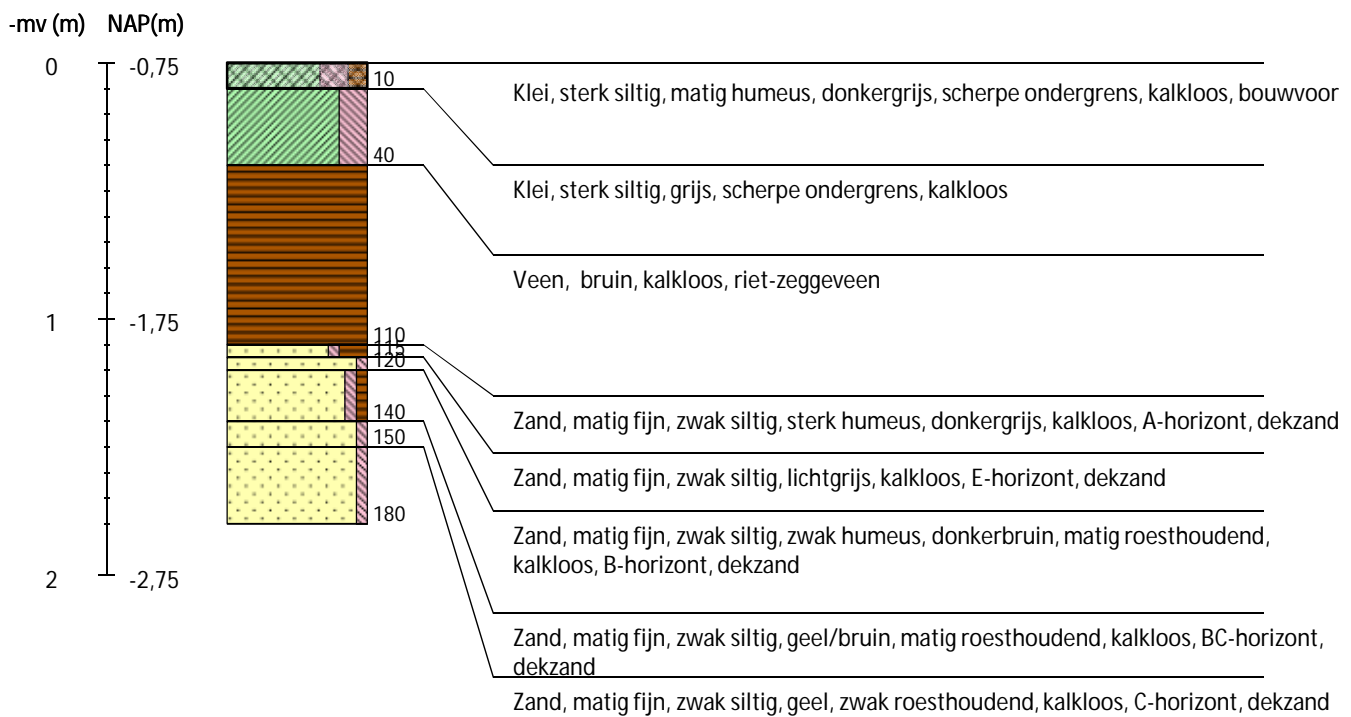 -mv (m) NAP(m)
0 -0,75
10
Klei, sterk siltig, matig humeus, donkergrijs, scherpe ondergrens, kalkloos, bouwvoor
40
Klei, sterk siltig, grijs, scherpe ondergrens, kalkloos
Veen, bruin, kalkloos, riet-zeggeveen
1 -1,75
110
115
120
Zand, matig fijn, zwak siltig, sterk humeus, donkergrijs, kalkloos, A-horizont, dekzand
140
150
Zand, matig fijn, zwak siltig, lichtgrijs, kalkloos, E-horizont, dekzand
180
Zand, matig fijn, zwak siltig, zwak humeus, donkerbruin, matig roesthoudend,
kalkloos, B-horizont, dekzand
2 -2,75
Zand, matig fijn, zwak siltig, geel/bruin, matig roesthoudend, kalkloos, BC-horizont,
dekzand
Zand, matig fijn, zwak siltig, geel, zwak roesthoudend, kalkloos, C-horizont, dekzand